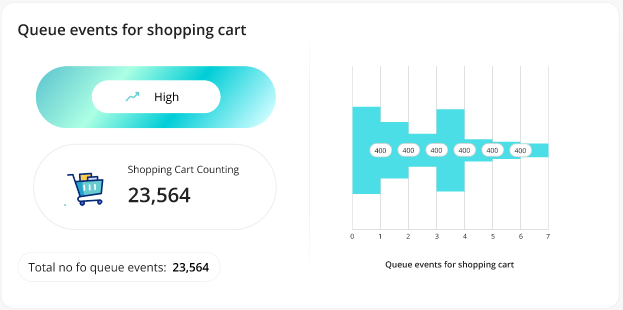 Queue events for shopping cart
High
Shopping Cart Counting
23,564
Total no fo queue events: 23,564
400 400 400 400 400 400
0 1 2 3 4 5 6 7
Queue events for shopping cart